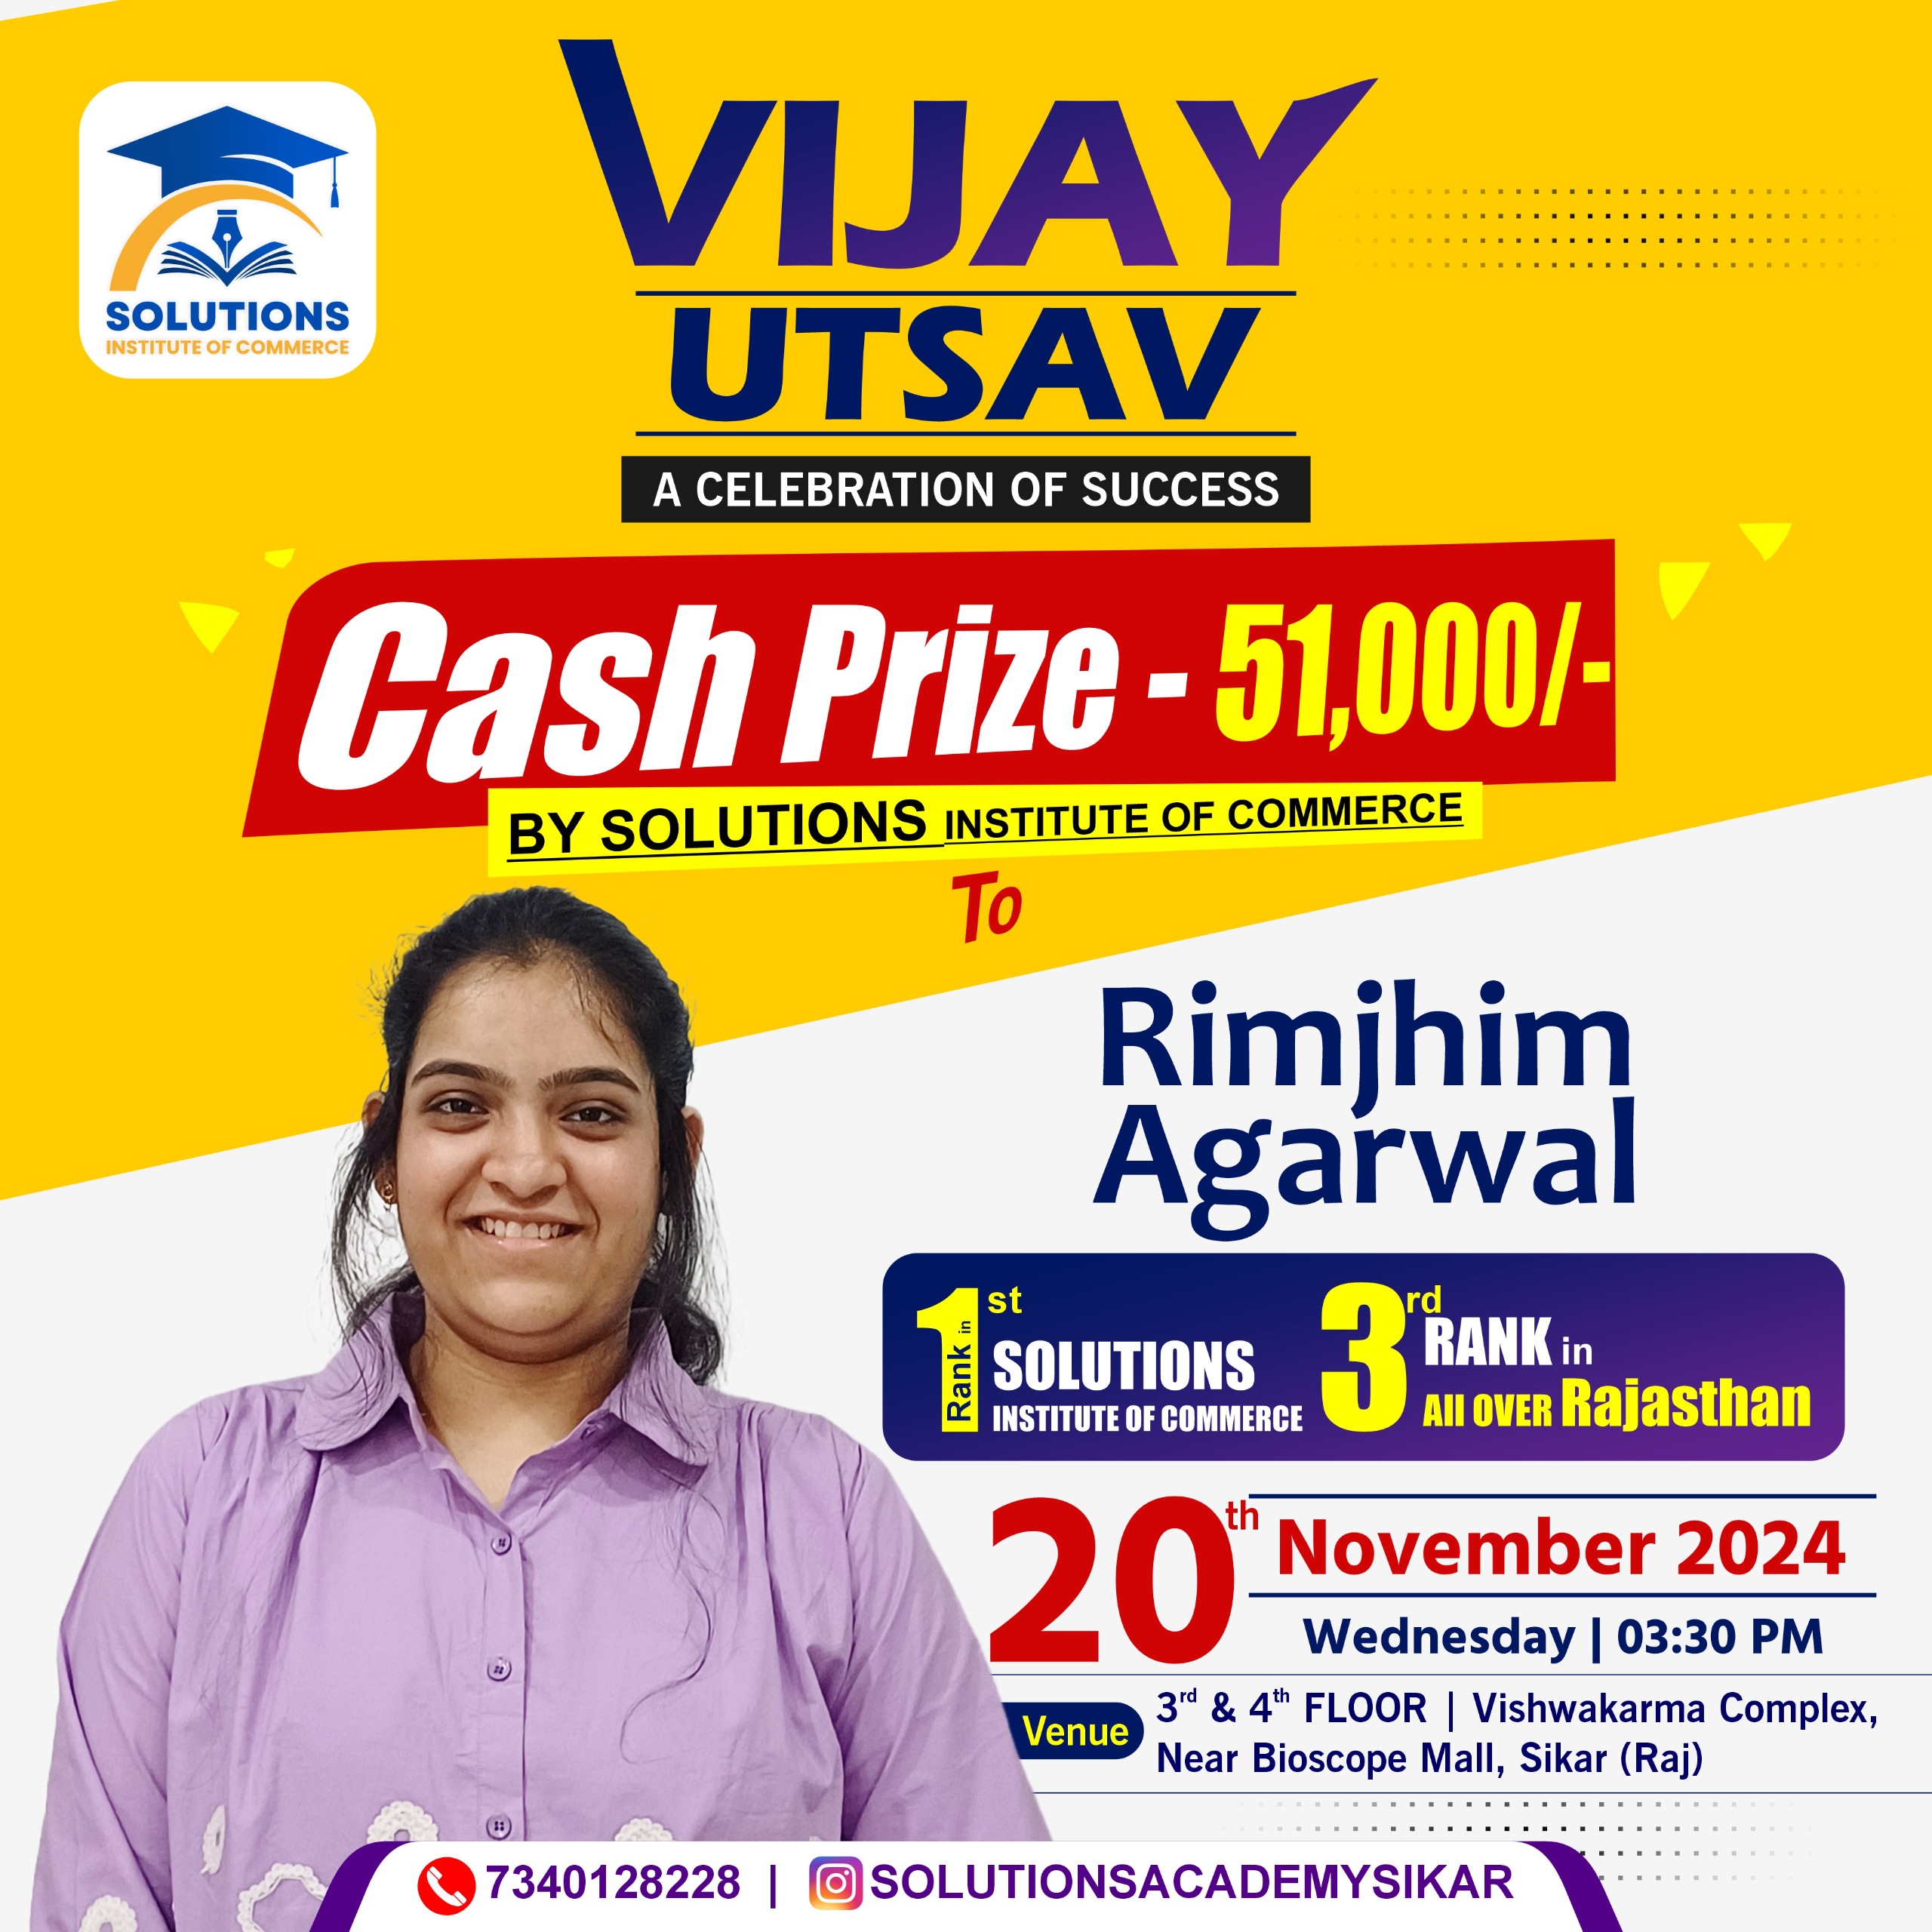 SOLUTIONS
INSTITUTE OF COMMERCE
VIJAY
UTSAV
A CELEBRATION OF SUCCESS
Cash Prize - 51,000/-
BY SOLUTIONS INSTITUTE OF COMMERCE
To
Rimjhim
Agarwal
1st Rank in
SOLUTIONS
INSTITUTE OF COMMERCE
3rd RANK in
All OVER Rajasthan
20th November 2024
Wednesday | 03:30 PM
Venue
3rd & 4th FLOOR | Vishwakarma Complex,
Near Bioscope Mall, Sikar (Raj)
7340128228 | SOLUTIONSACADEMYSIKAR